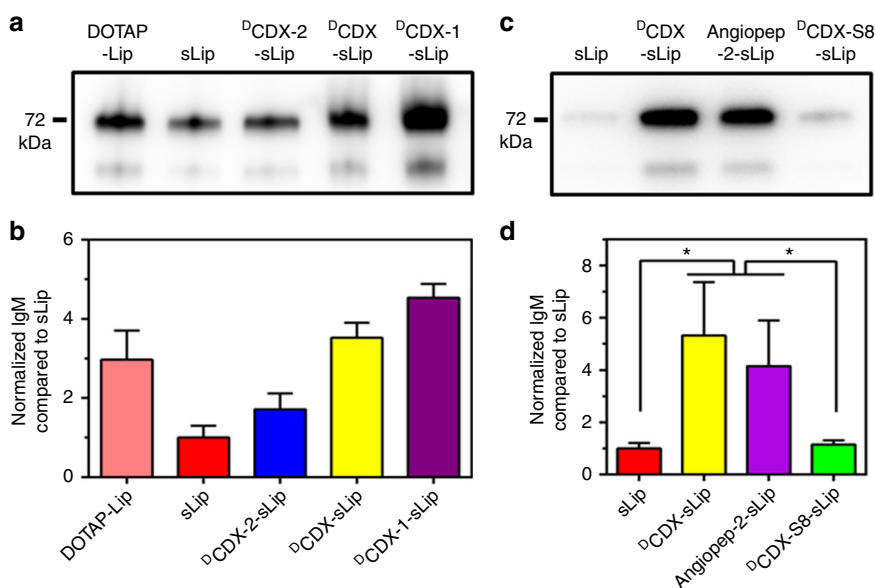 a
DOTAP
-Lip
sLip
ᴰCDX-2
-sLip
ᴰCDX
-sLip
ᴰCDX-1
-sLip
72
kDa
c
sLip
ᴰCDX
-sLip
Angiopep
-2-sLip
ᴰCDX-S8
-sLip
72
kDa
b
Normalized IgM
compared to sLip
6
4
2
0
DOTAP-Lip
sLip
ᴰCDX-2-sLip
ᴰCDX-sLip
ᴰCDX-1-sLip
d
Normalized IgM
compared to sLip
8
6
4
2
0
*
*
sLip
ᴰCDX-sLip
Angiopep-2-sLip
ᴰCDX-S8-sLip